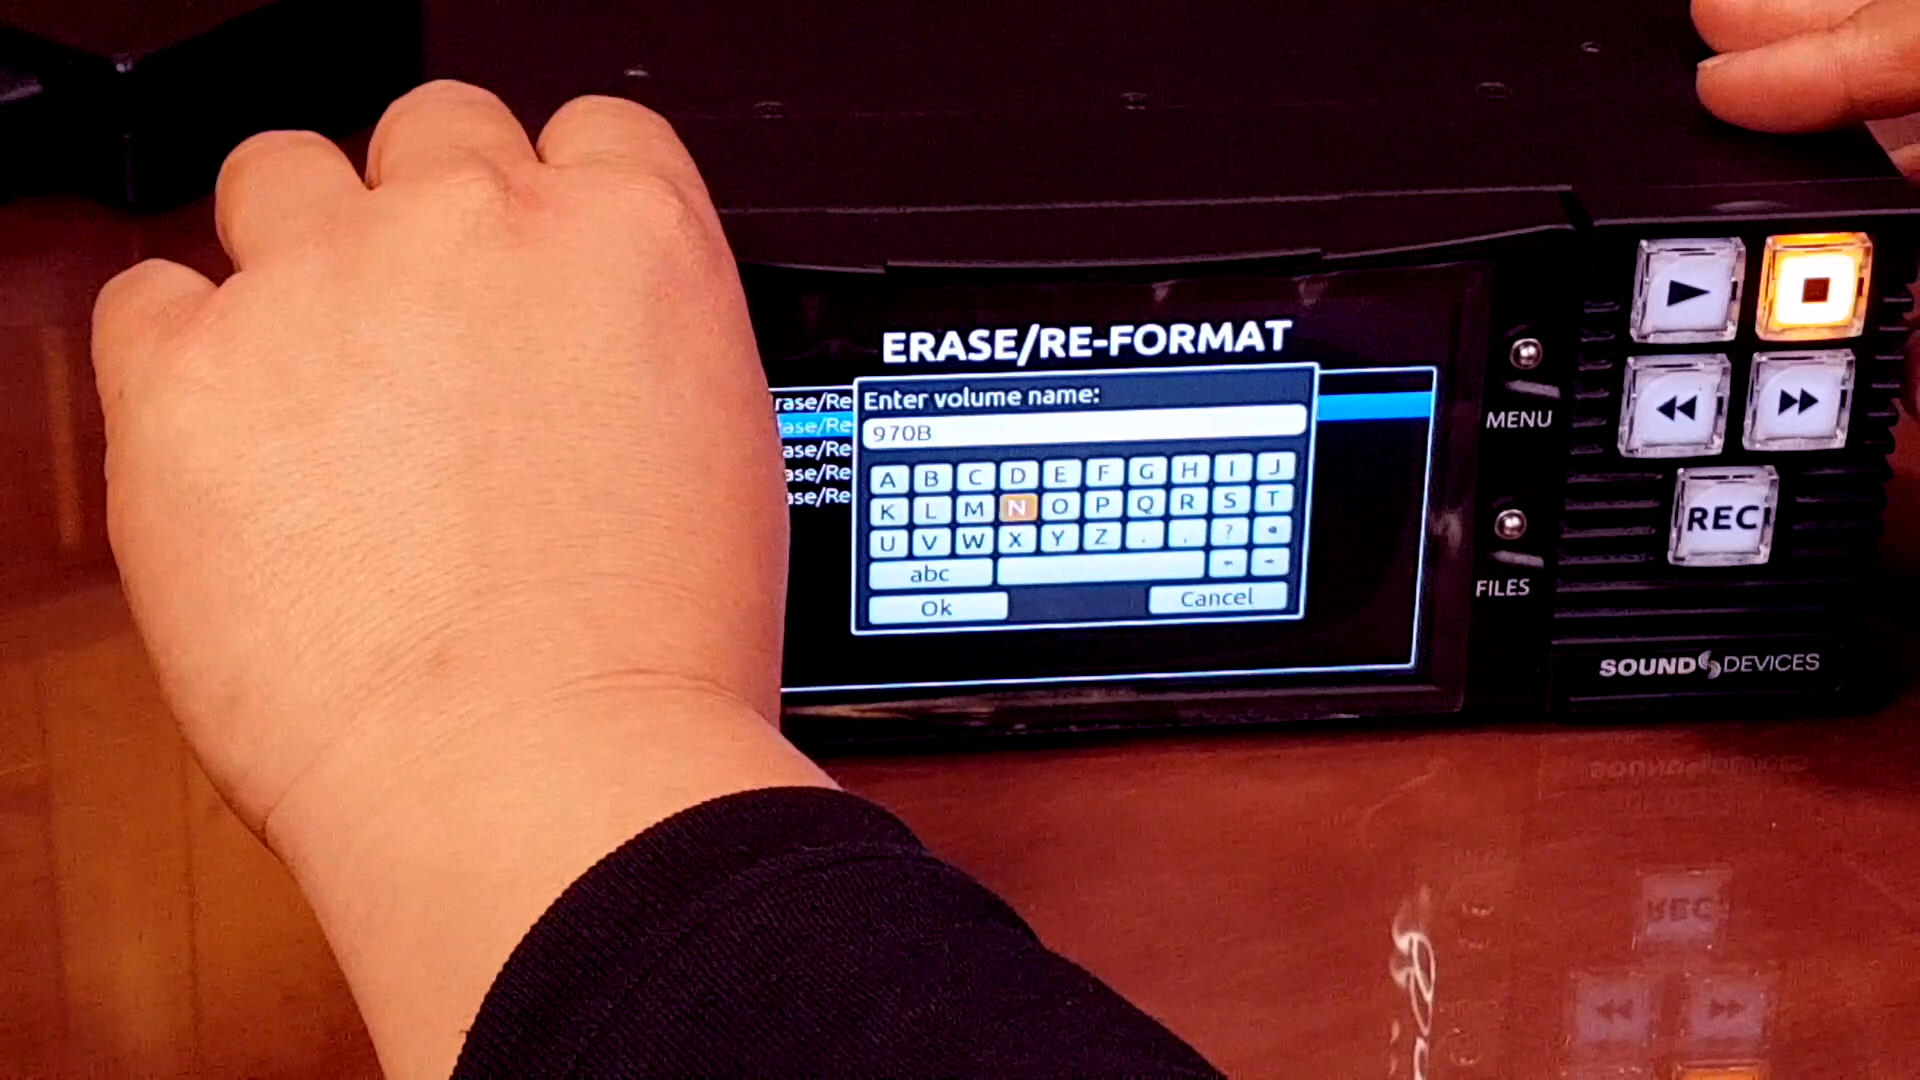 ERASE/RE-FORMAT
rase/Re
ase/Re
ase/Re
ase/Re
ase/Re
Enter volume name:
970B
A B C D E F G H I J
K L M N O P Q R S T
U V W X Y Z . , ?
abc
Ok Cancel
MENU
FILES
REC
SOUND DEVICES